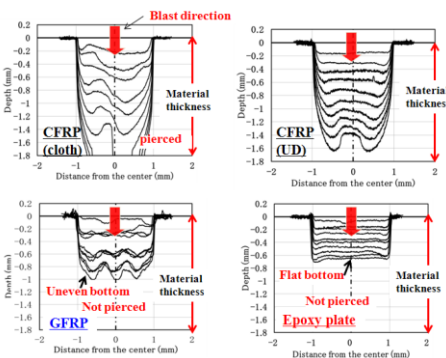 Blast direction
0.2
0
−0.2
−0.4
−0.6
−0.8
−1
−1.2
−1.4
−1.6
−1.8
Depth (mm)
Material
thickness
CFRP
(cloth)
pierced
−2 −1 0 1 2
Distance from the center (mm)
0.2
0
−0.2
−0.4
−0.6
−0.8
−1
−1.2
−1.4
−1.6
−1.8
Depth (mm)
Material
thickness
CFRP
(UD)
−2 −1 0 1 2
Distance from the center (mm)
0.2
0
−0.2
−0.4
−0.6
−0.8
−1
−1.2
−1.4
−1.6
−1.8
Depth (mm)
Material
thickness
Uneven bottom
Not pierced
GFRP
−2 −1 0 1 2
Distance from the center (mm)
0.2
0
−0.2
−0.4
−0.6
−0.8
−1
−1.2
−1.4
−1.6
−1.8
Depth (mm)
Material
thickness
Flat bottom
Not pierced
Epoxy plate
−2 −1 0 1 2
Distance from the center (mm)